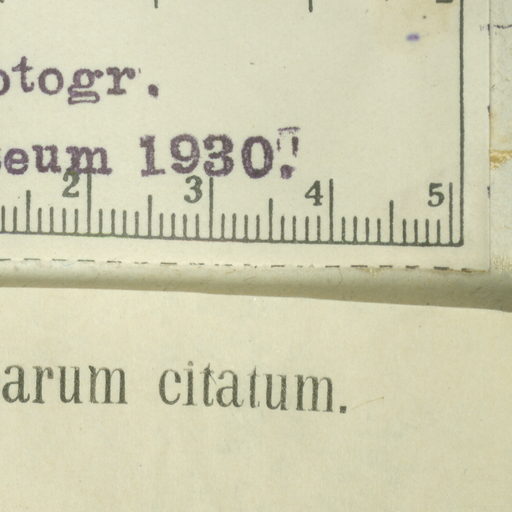 otogr.
seum 1930.
2 3 4 5
arum citatum.